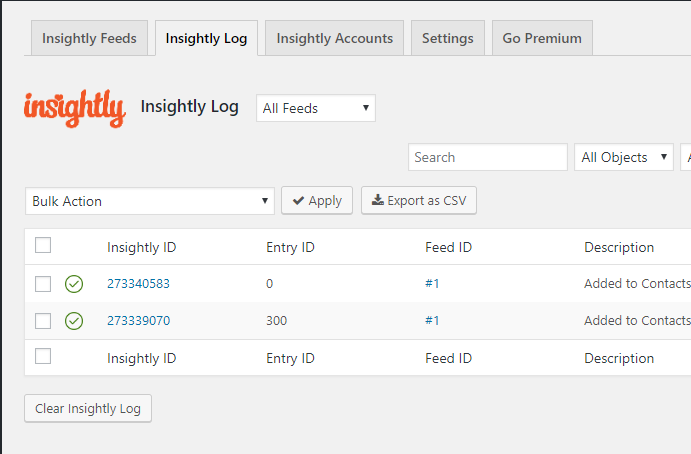 Insightly Feeds Insightly Log Insightly Accounts Settings Go Premium
insightly Insightly Log All Feeds
Search All Objects
Bulk Action Apply Export as CSV
Insightly ID Entry ID Feed ID Description
273340583 0 #1 Added to Contacts
273339070 300 #1 Added to Contacts
Insightly ID Entry ID Feed ID Description
Clear Insightly Log